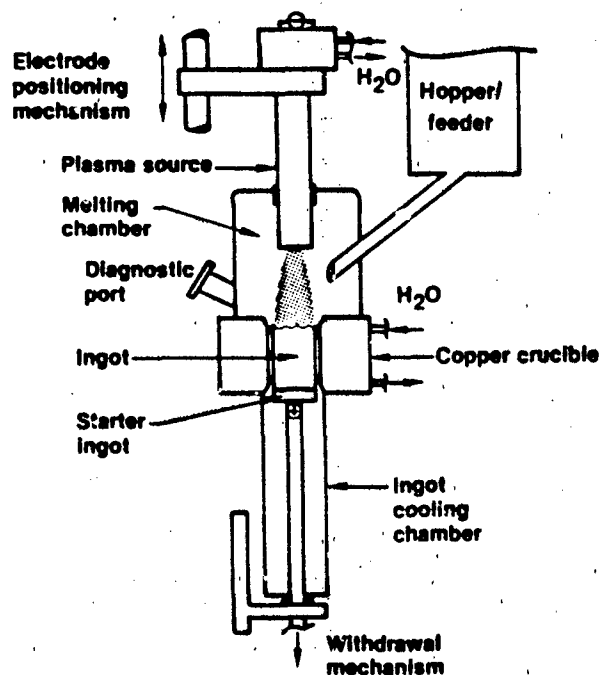 Electrode
positioning
mechanism
H₂O
Hopper/
feeder
Plasma source
Melting
chamber
Diagnostic
port
H₂O
Ingot
Copper crucible
Starter
ingot
Ingot
cooling
chamber
Withdrawal
mechanism